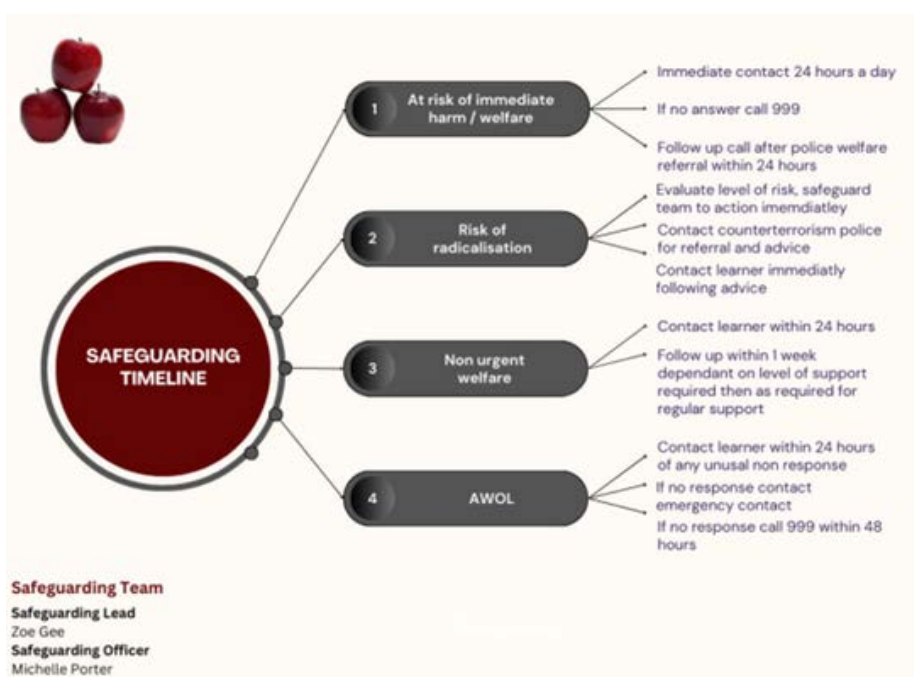 SAFEGUARDING
TIMELINE
1
At risk of immediate
harm / welfare
Immediate contact 24 hours a day
If no answer call 999
Follow up call after police welfare
referral within 24 hours
2
Risk of
radicalisation
Evaluate level of risk, safeguard
team to action imemdiatley
Contact counterterrorism police
for referral and advice
Contact learner immediatly
following advice
3
Non urgent
welfare
Contact learner within 24 hours
Follow up within 1 week
dependant on level of support
required then as required for
regular support
4
AWOL
Contact learner within 24 hours
of any unusal non response
If no response contact
emergency contact
If no response call 999 within 48
hours
Safeguarding Team
Safeguarding Lead
Zoe Gee
Safeguarding Officer
Michelle Porter